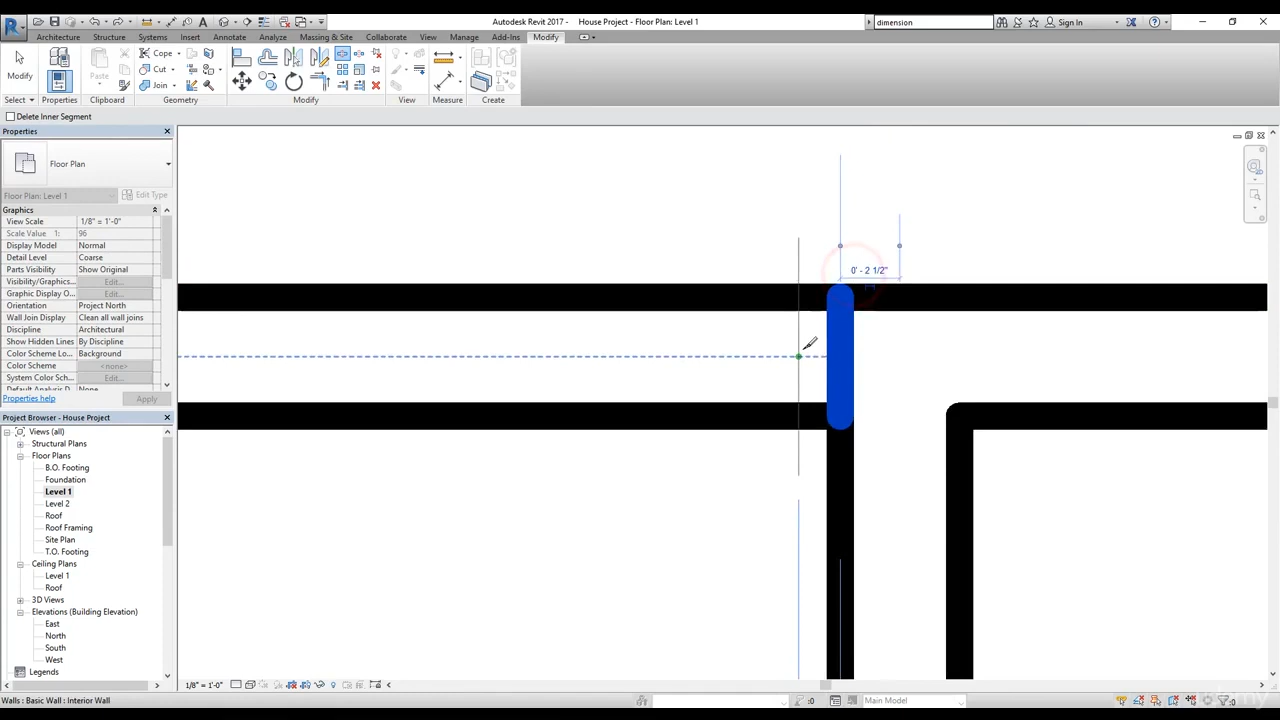 Autodesk Revit 2017 - House Project - Floor Plan: Level 1
dimension
Sign In
Architecture Structure Systems Insert Annotate Analyze Massing & Site Collaborate View Manage Add-Ins Modify
Modify
Paste
Cope
Cut
Join
Select Properties Clipboard Geometry Modify View Measure Create
Delete Inner Segment
Properties
Floor Plan
Floor Plan: Level 1 Edit Type
Graphics
View Scale 1/8" = 1'-0"
Scale Value 1: 96
Display Model Normal
Detail Level Coarse
Parts Visibility Show Original
Visibility/Graphics... Edit...
Graphic Display O... Edit...
Orientation Project North
Wall Join Display Clean all wall joins
Discipline Architectural
Show Hidden Lines By Discipline
Color Scheme Lo... Background
Color Scheme <none>
System Color Sch... Edit...
Default Analysis D... None
Properties help Apply
Project Browser - House Project
Views (all)
Structural Plans
Floor Plans
B.O. Footing
Foundation
Level 1
Level 2
Roof
Roof Framing
Site Plan
T.O. Footing
Ceiling Plans
Level 1
Roof
3D Views
Elevations (Building Elevation)
East
North
South
West
Legends
0' - 2 1/2"
1/8" = 1'-0"
Walls : Basic Wall : Interior Wall
:0
Main Model
:0